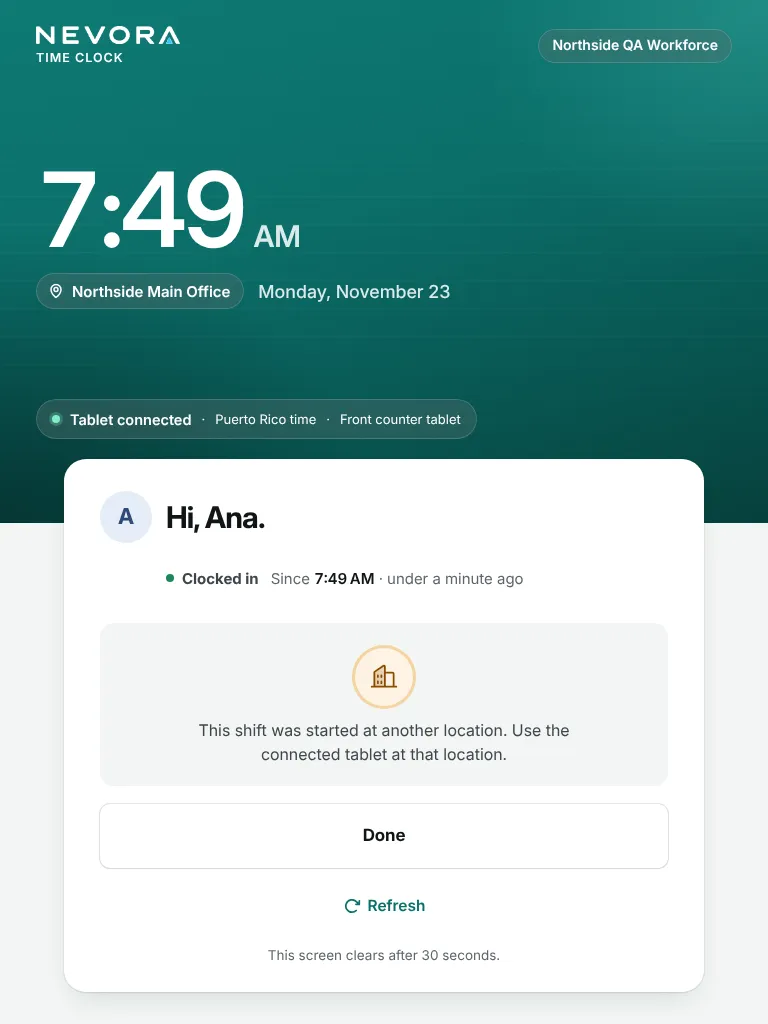 NEVORA
TIME CLOCK
Northside QA Workforce
7:49 AM
Northside Main Office
Monday, November 23
Tablet connected · Puerto Rico time · Front counter tablet
A
Hi, Ana.
Clocked in Since 7:49 AM · under a minute ago
This shift was started at another location. Use the
connected tablet at that location.
Done
Refresh
This screen clears after 30 seconds.